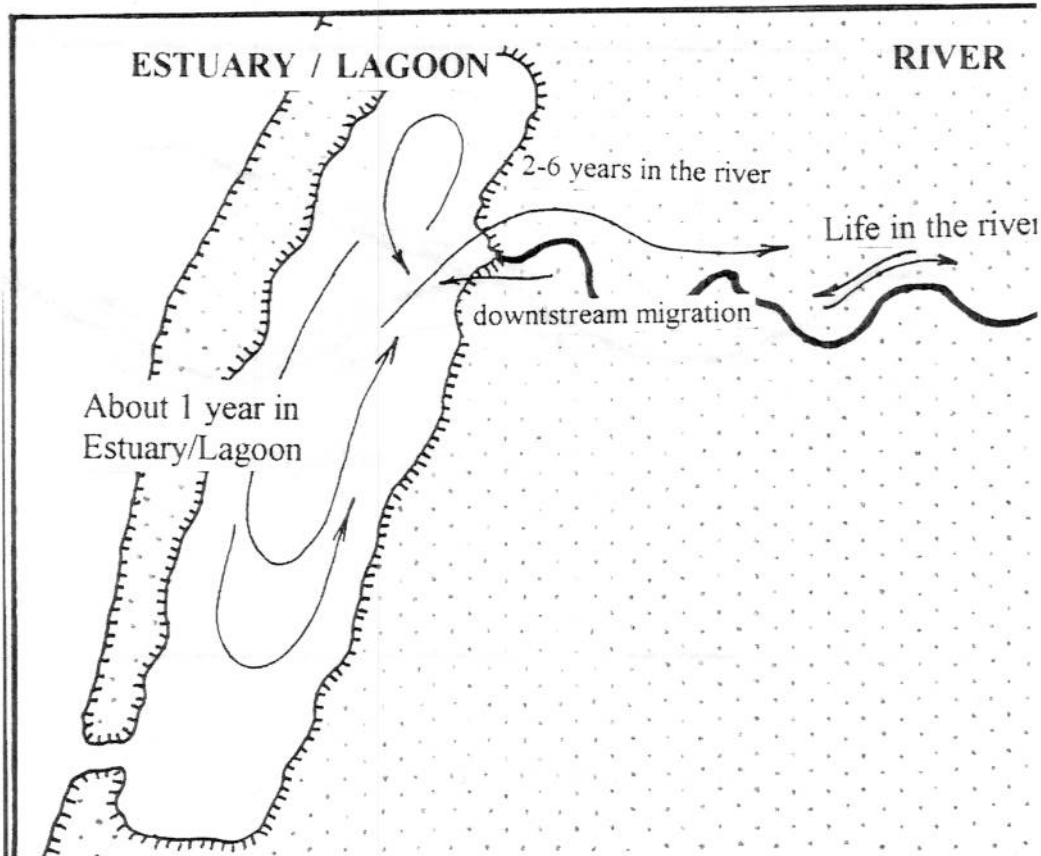 ESTUARY / LAGOON
RIVER
2-6 years in the river
Life in the river
downtstream migration
About 1 year in
Estuary/Lagoon